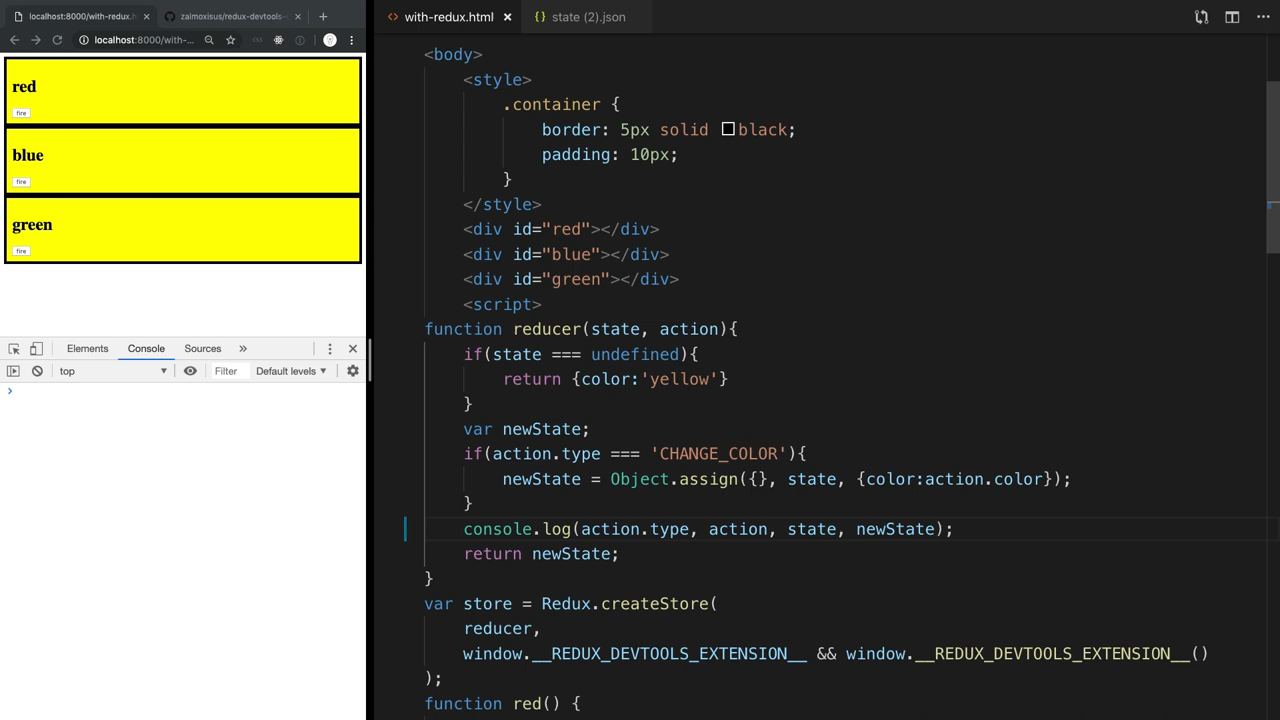 localhost:8000/with-redux.h
zalmoxisus/redux-devtools-
localhost:8000/with-...
red
fire
blue
fire
green
fire
Elements Console Sources
top Filter Default levels
with-redux.html
state (2).json
<body>
<style>
.container {
border: 5px solid black;
padding: 10px;
}
</style>
<div id="red"></div>
<div id="blue"></div>
<div id="green"></div>
<script>
function reducer(state, action){
if(state === undefined){
return {color:'yellow'}
}
var newState;
if(action.type === 'CHANGE_COLOR'){
newState = Object.assign({}, state, {color:action.color});
}
console.log(action.type, action, state, newState);
return newState;
}
var store = Redux.createStore(
reducer,
window.__REDUX_DEVTOOLS_EXTENSION__ && window.__REDUX_DEVTOOLS_EXTENSION__()
);
function red() {